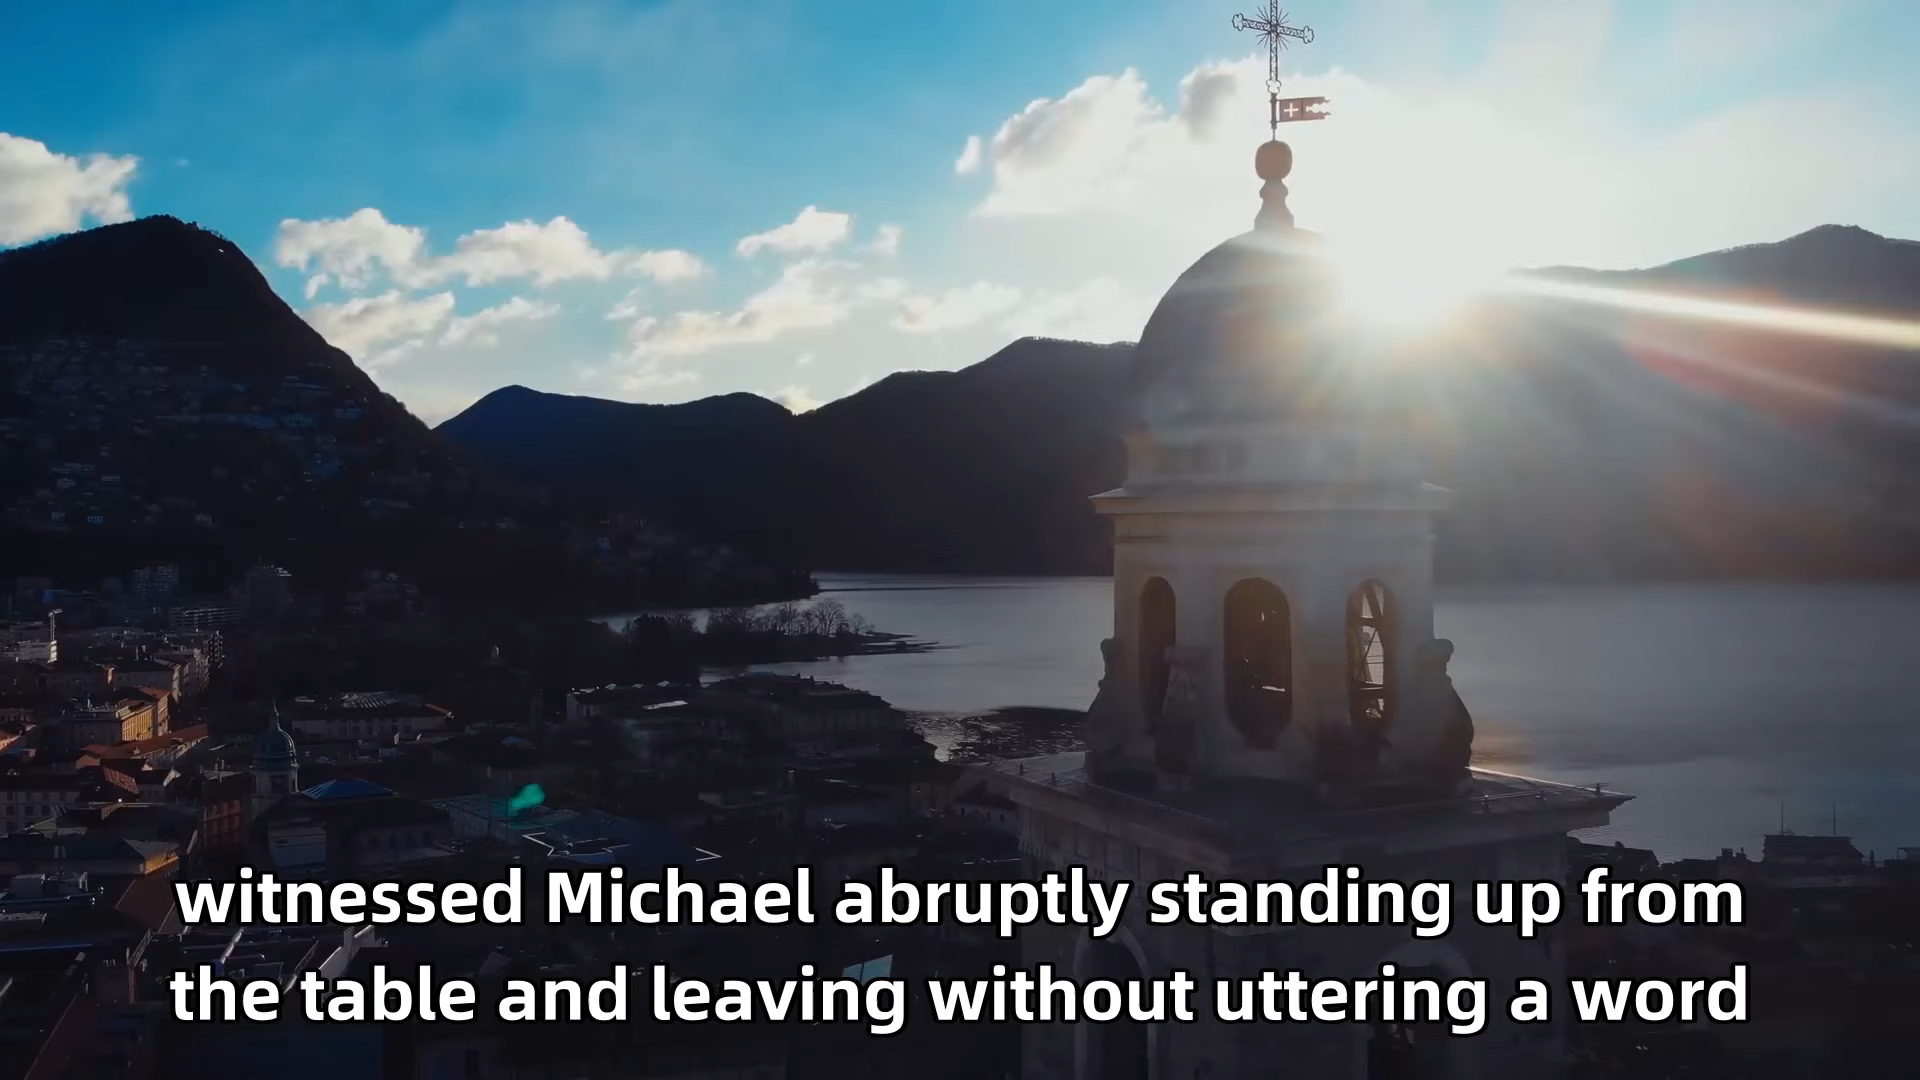 witnessed Michael abruptly standing up from
the table and leaving without uttering a word